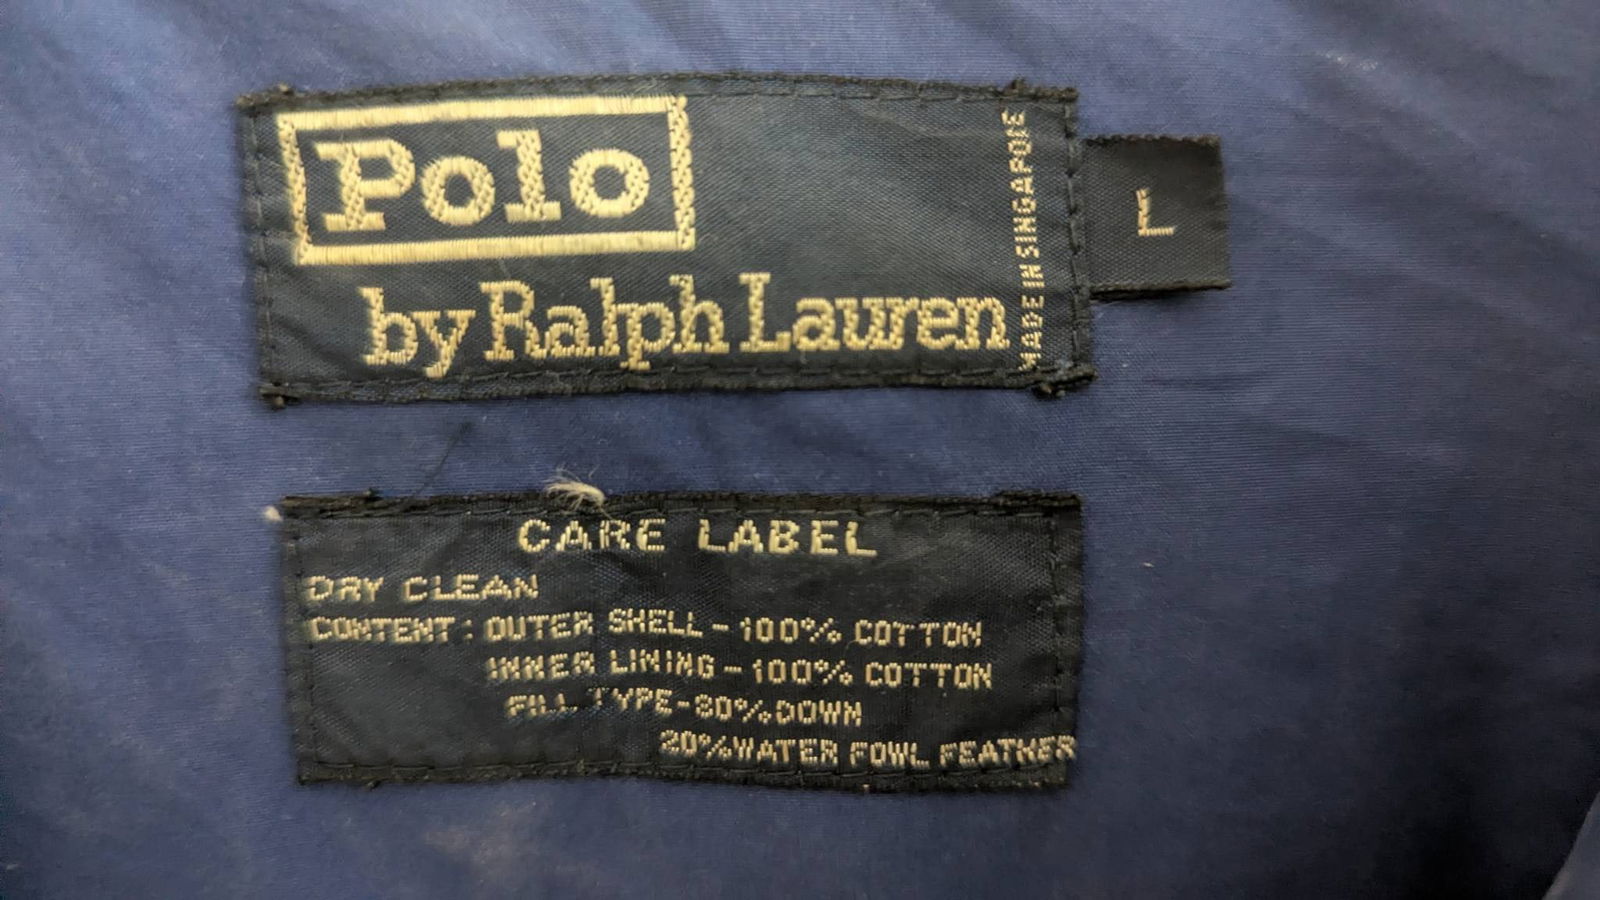 Polo
by Ralph Lauren
MADE IN SINGAPORE
L
CARE LABEL
DRY CLEAN
CONTENT: OUTER SHELL-100% COTTON
INNER LINING-100% COTTON
FILL TYPE-80%DOWN
20%WATER FOWL FEATHER